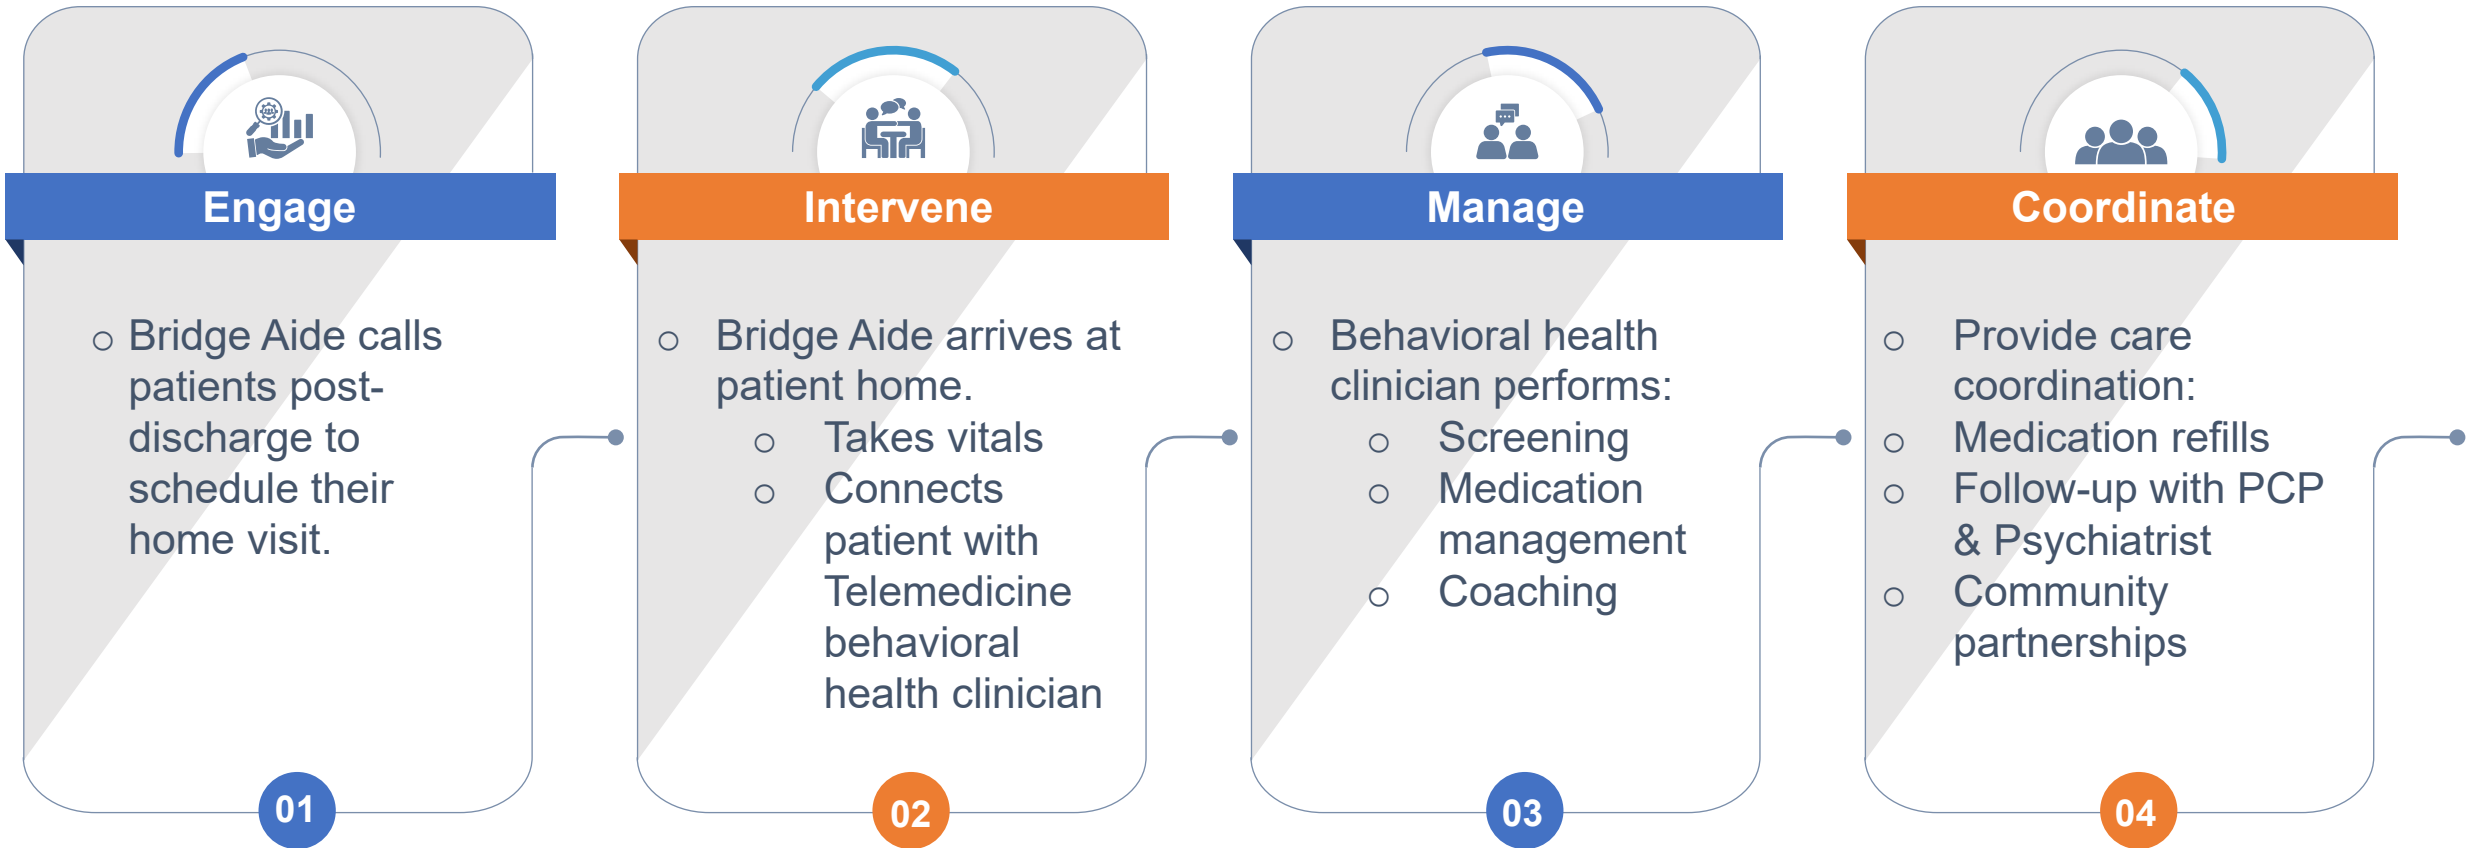 Engage
Bridge Aide calls
patients post-
discharge to
schedule their
home visit.
01
Intervene
Bridge Aide arrives at
patient home.
Takes vitals
Connects
patient with
Telemedicine
behavioral
health clinician
02
Manage
Behavioral health
clinician performs:
Screening
Medication
management
Coaching
03
Coordinate
Provide care
coordination:
Medication refills
Follow-up with PCP
& Psychiatrist
Community
partnerships
04